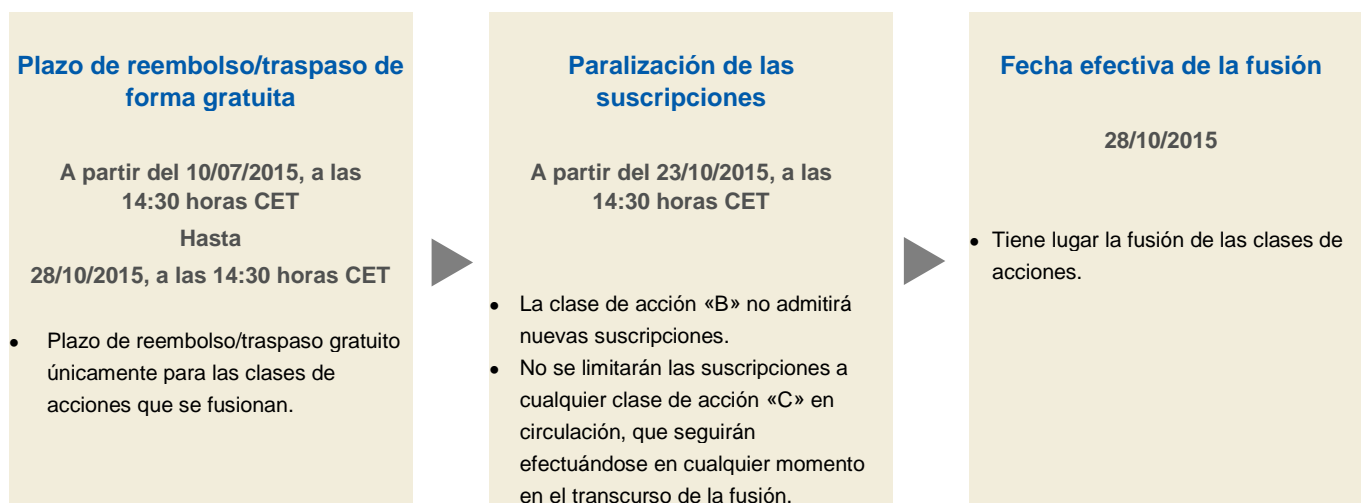 Plazo de reembolso/traspaso de
forma gratuita
A partir del 10/07/2015, a las
14:30 horas CET
Hasta
28/10/2015, a las 14:30 horas CET
• Plazo de reembolso/traspaso gratuito
únicamente para las clases de
acciones que se fusionan.
Paralización de las
suscripciones
A partir del 23/10/2015, a las
14:30 horas CET
• La clase de acción «B» no admitirá
nuevas suscripciones.
• No se limitarán las suscripciones a
cualquier clase de acción «C» en
circulación, que seguirán
efectuándose en cualquier momento
en el transcurso de la fusión.
Fecha efectiva de la fusión
28/10/2015
• Tiene lugar la fusión de las clases de
acciones.